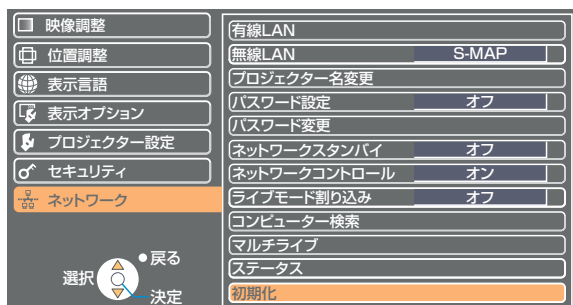 映像調整
位置調整
表示言語
表示オプション
プロジェクター設定
セキュリティ
ネットワーク
戻る
選択
決定
有線LAN
無線LAN S-MAP
プロジェクター名変更
パスワード設定 オフ
パスワード変更
ネットワークスタンバイ オフ
ネットワークコントロール オン
ライブモード割り込み オフ
コンピューター検索
マルチライブ
ステータス
初期化